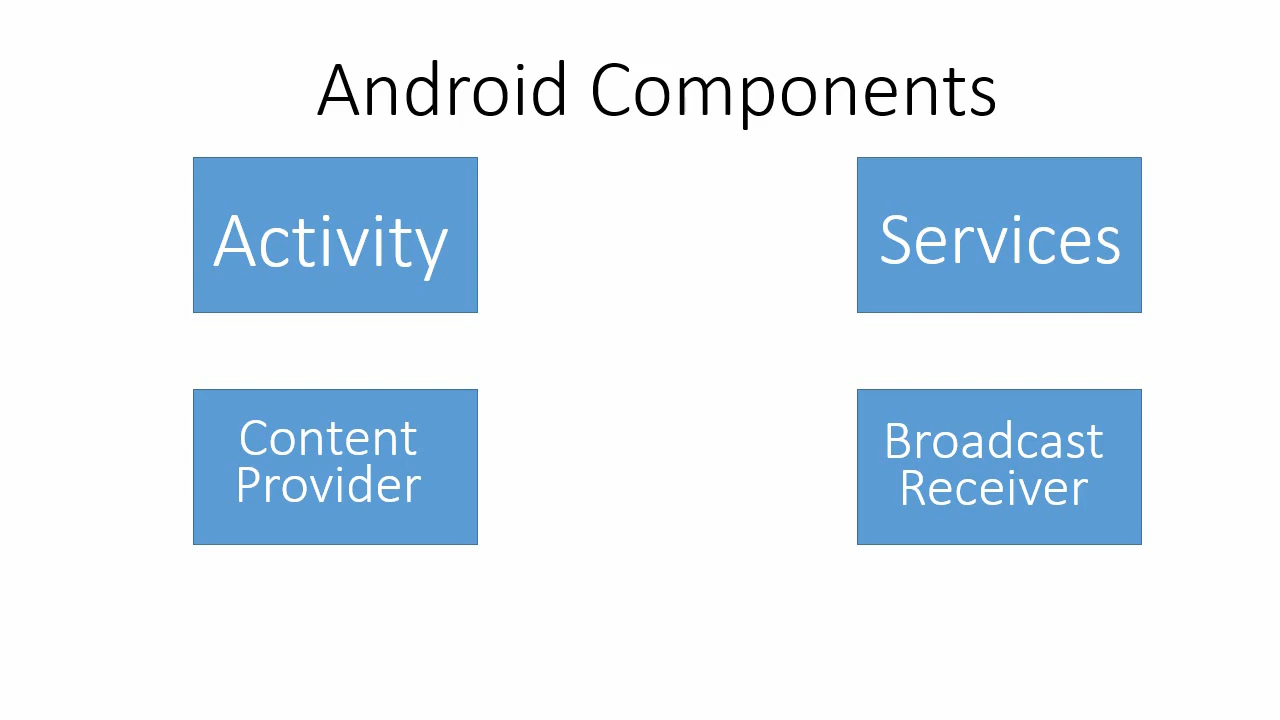 Android Components
Activity
Services
Content
Provider
Broadcast
Receiver